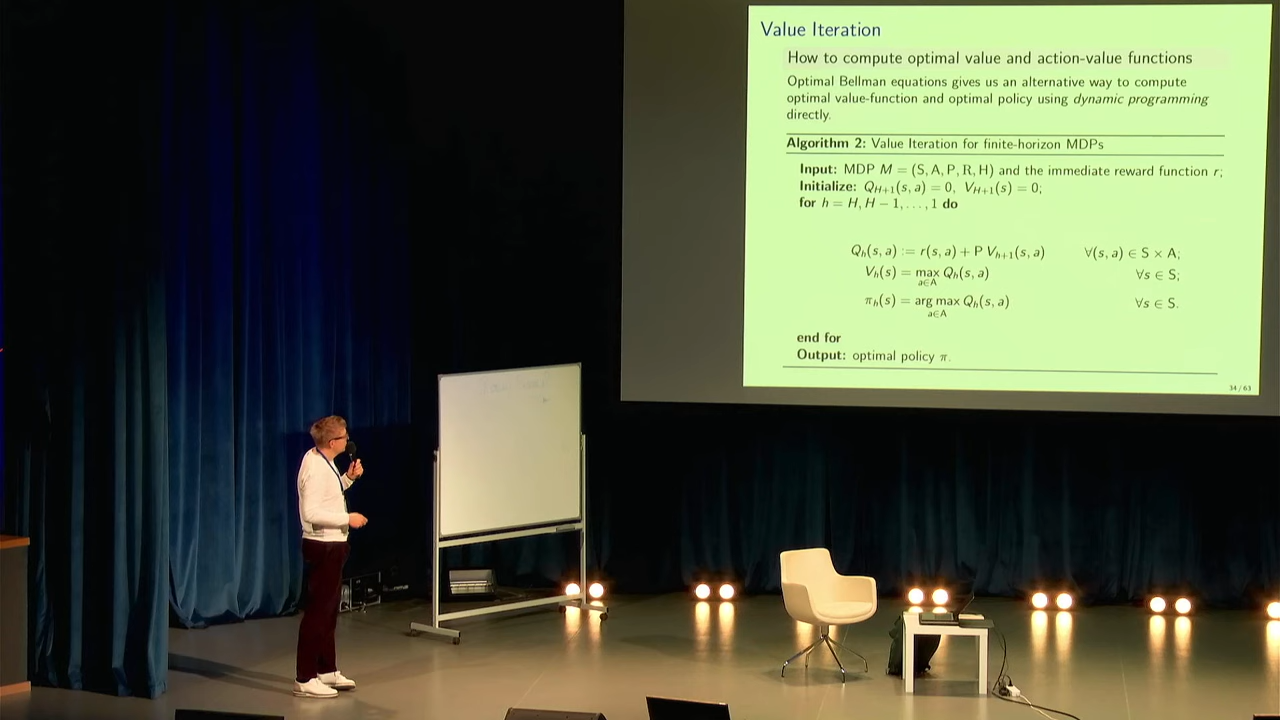 Value Iteration
How to compute optimal value and action-value functions
Optimal Bellman equations gives us an alternative way to compute
optimal value-function and optimal policy using dynamic programming
directly.
Algorithm 2: Value Iteration for finite-horizon MDPs
Input: MDP M = (S, A, P, R, H) and the immediate reward function r;
Initialize: Q_{H+1}(s, a) = 0, V_{H+1}(s) = 0;
for h = H, H − 1, . . . , 1 do
Q_h(s, a) := r(s, a) + P V_{h+1}(s, a) ∀(s, a) ∈ S × A;
V_h(s) = max_{a∈A} Q_h(s, a) ∀s ∈ S;
π_h(s) = arg max_{a∈A} Q_h(s, a) ∀s ∈ S.
end for
Output: optimal policy π.
34 / 63